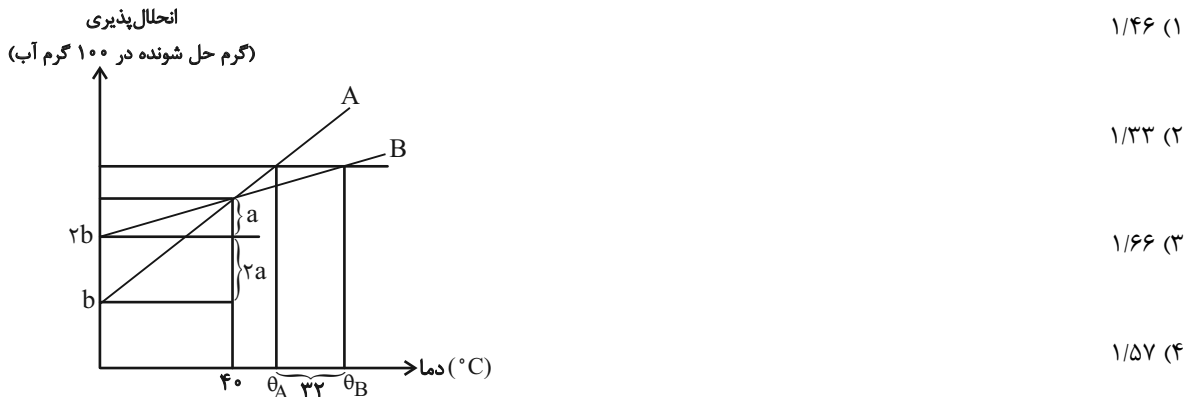 انحلال‌پذیری
(گرم حل شونده در ۱۰۰ گرم آب)
A
B
a
۲b
۲a
b
دما (°C)
۴۰
θA
۳۲
θB
۱) ۱/۴۶
۲) ۱/۳۳
۳) ۱/۶۶
۴) ۱/۵۷